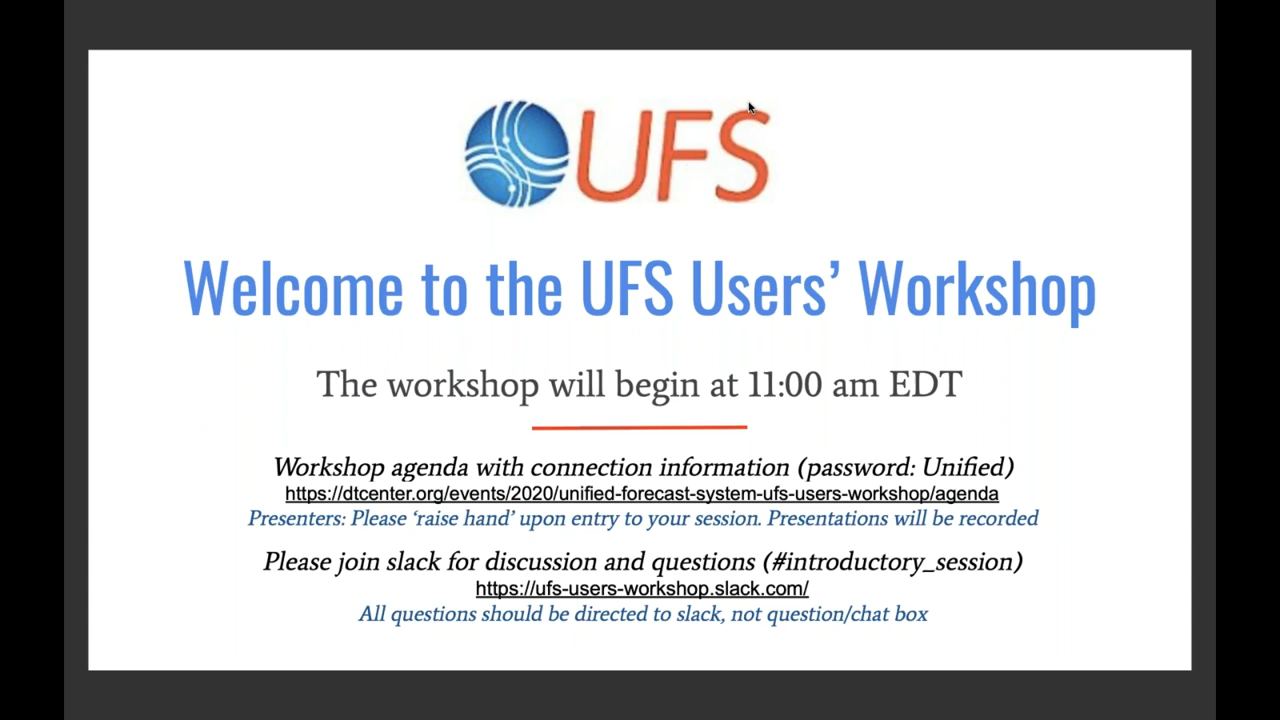 UFS
Welcome to the UFS Users’ Workshop
The workshop will begin at 11:00 am EDT
Workshop agenda with connection information (password: Unified)
https://dtcenter.org/events/2020/unified-forecast-system-ufs-users-workshop/agenda
Presenters: Please ‘raise hand’ upon entry to your session. Presentations will be recorded
Please join slack for discussion and questions (#introductory_session)
https://ufs-users-workshop.slack.com/
All questions should be directed to slack, not question/chat box